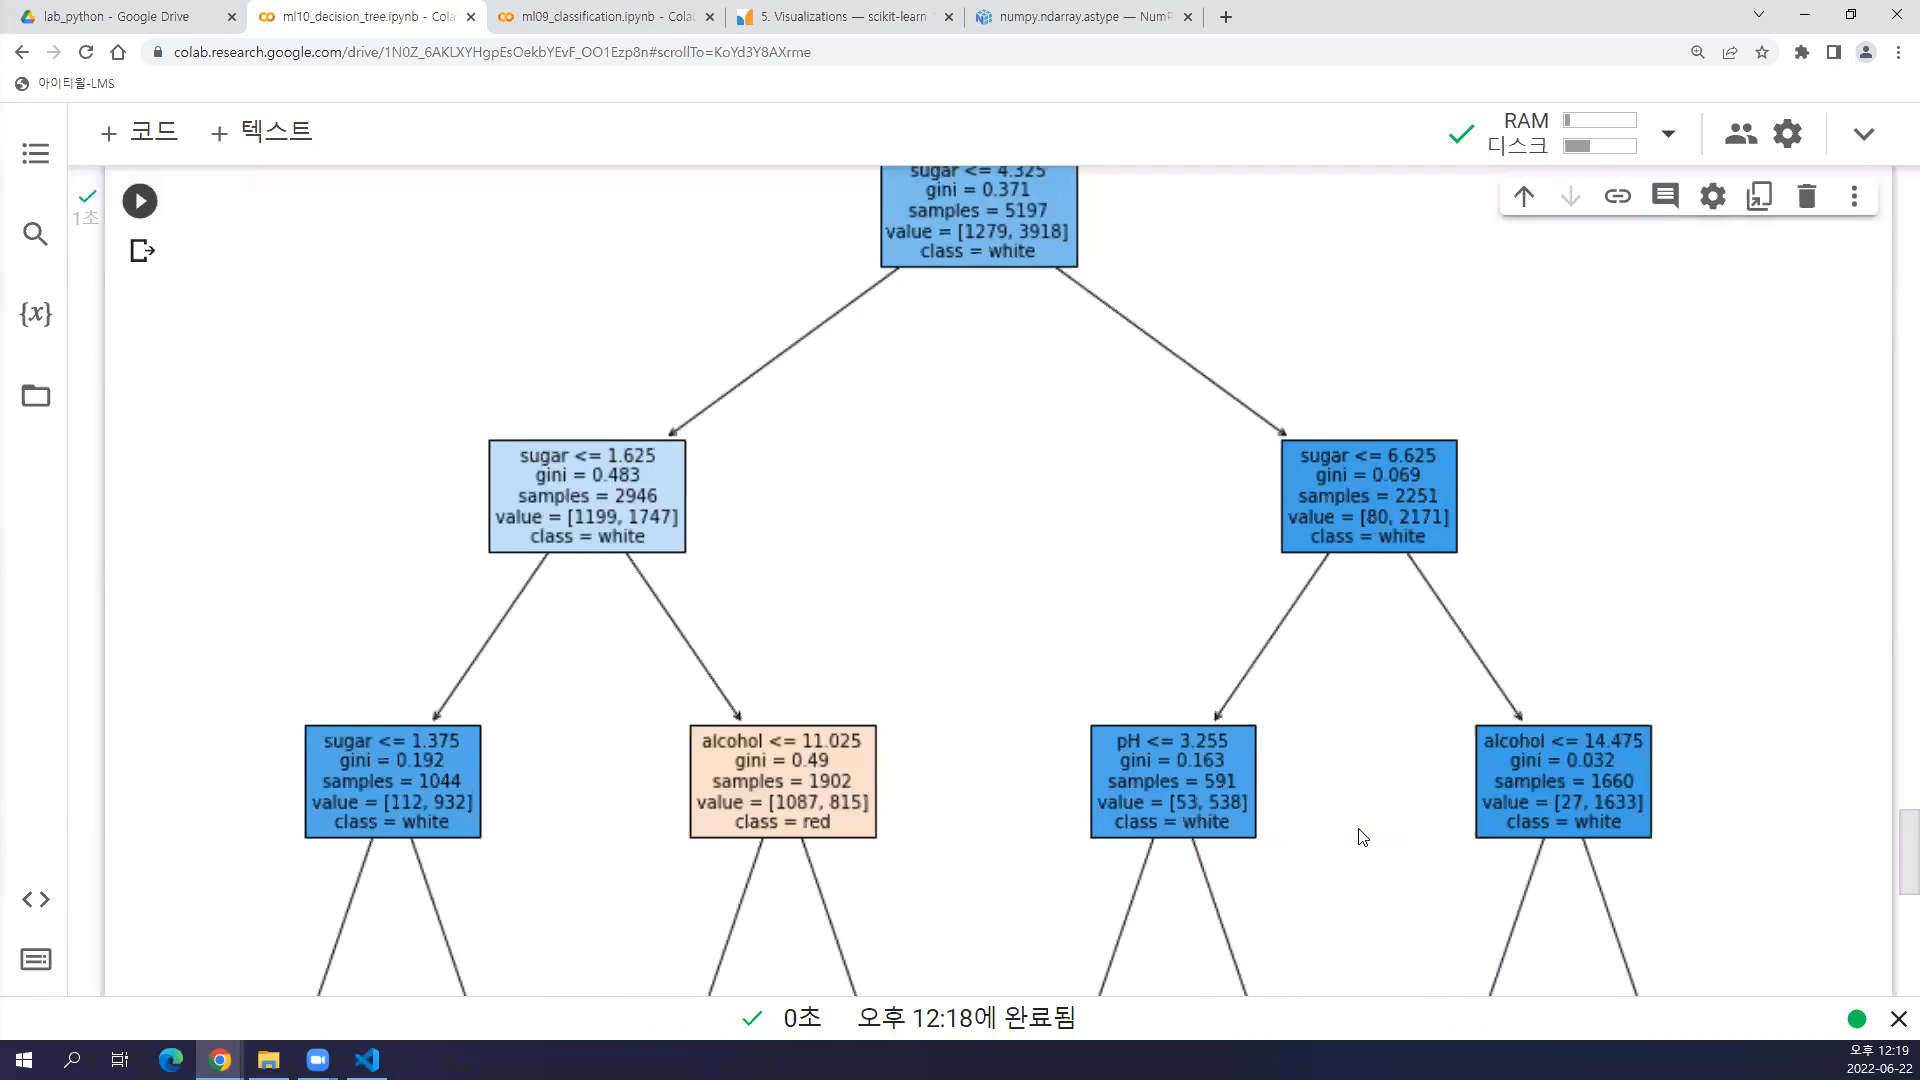 lab_python - Google Drive
ml10_decision_tree.ipynb - Cola
ml09_classification.ipynb - Cola
5. Visualizations — scikit-learn
numpy.ndarray.astype — NumP
colab.research.google.com/drive/1N0Z_6AKLXYHgpEsOekbYEvF_OO1Ezp8n#scrollTo=KoYd3Y8AXrme
아이티윌-LMS
+ 코드
+ 텍스트
RAM
디스크
1초
{x}
sugar <= 4.325
gini = 0.371
samples = 5197
value = [1279, 3918]
class = white
sugar <= 1.625
gini = 0.483
samples = 2946
value = [1199, 1747]
class = white
sugar <= 6.625
gini = 0.069
samples = 2251
value = [80, 2171]
class = white
sugar <= 1.375
gini = 0.192
samples = 1044
value = [112, 932]
class = white
alcohol <= 11.025
gini = 0.49
samples = 1902
value = [1087, 815]
class = red
pH <= 3.255
gini = 0.163
samples = 591
value = [53, 538]
class = white
alcohol <= 14.475
gini = 0.032
samples = 1660
value = [27, 1633]
class = white
0초 오후 12:18에 완료됨
오후 12:19
2022-06-22